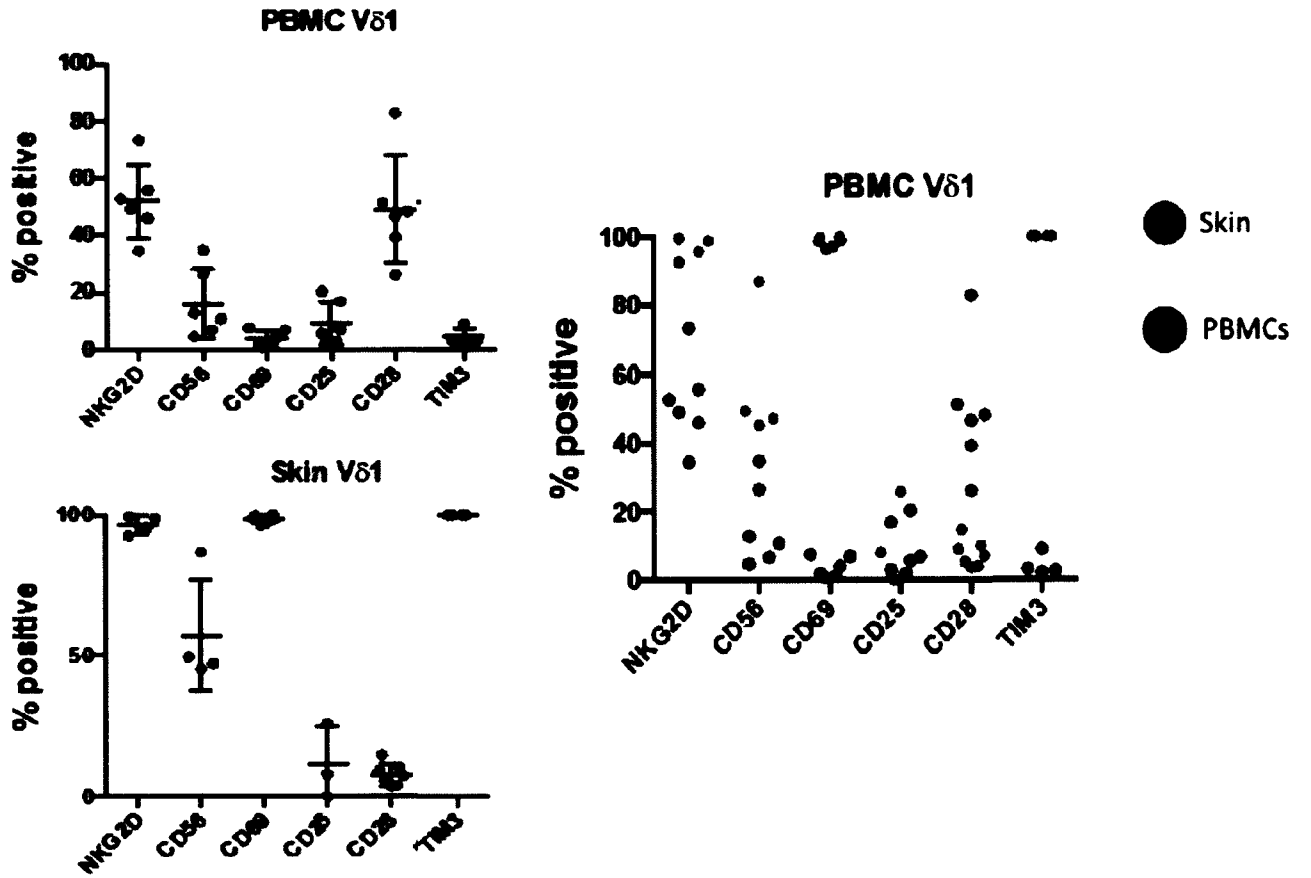 PBMC Vδ1
% positive
100
80
60
40
20
0
NKG2D
CD56
CD69
CD25
CD28
TIM3
Skin Vδ1
% positive
100
50
0
NKG2D
CD56
CD69
CD25
CD28
TIM3
PBMC Vδ1
% positive
100
80
60
40
20
0
NKG2D
CD56
CD69
CD25
CD28
TIM3
Skin
PBMCs